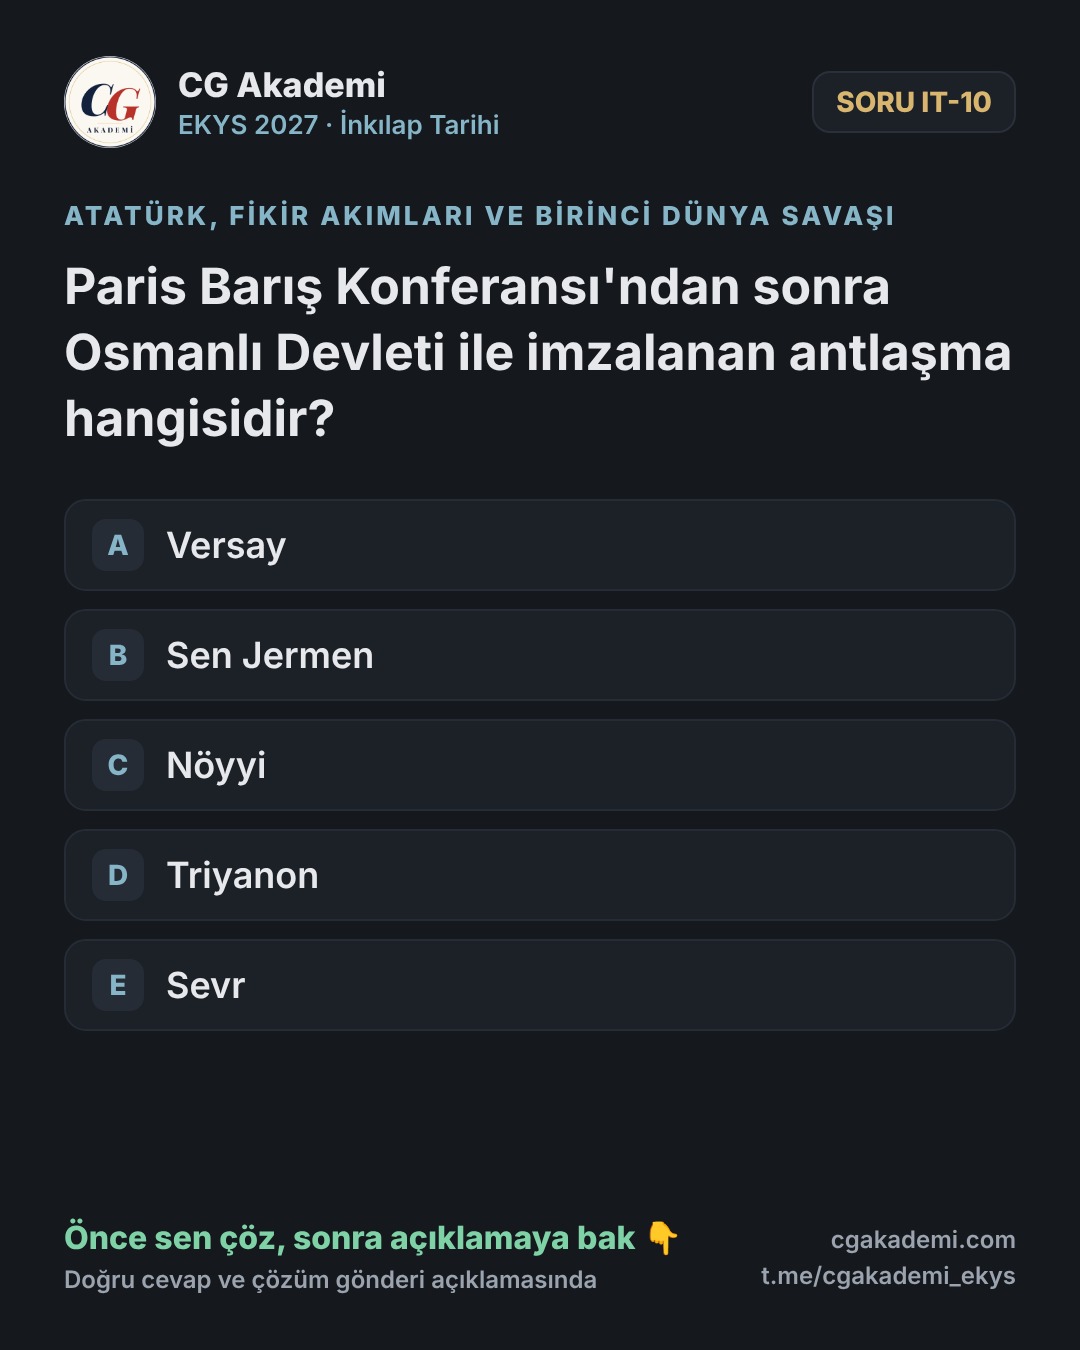 CG
AKADEMİ
CG Akademi
EKYS 2027 · İnkılap Tarihi
SORU IT-10
ATATÜRK, FİKİR AKIMLARI VE BİRİNCİ DÜNYA SAVAŞI
Paris Barış Konferansı'ndan sonra
Osmanlı Devleti ile imzalanan antlaşma
hangisidir?
A Versay
B Sen Jermen
C Nöyyi
D Triyanon
E Sevr
Önce sen çöz, sonra açıklamaya bak 👇
Doğru cevap ve çözüm gönderi açıklamasında
cgakademi.com
t.me/cgakademi_ekys